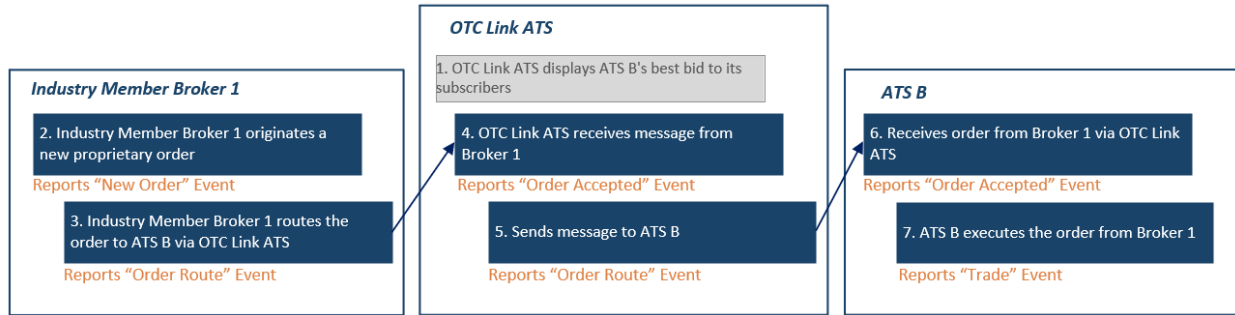 OTC Link ATS
1. OTC Link ATS displays ATS B's best bid to its
subscribers
Industry Member Broker 1
2. Industry Member Broker 1 originates a
new proprietary order
Reports “New Order” Event
3. Industry Member Broker 1 routes the
order to ATS B via OTC Link ATS
Reports “Order Route” Event
4. OTC Link ATS receives message from
Broker 1
Reports “Order Accepted” Event
5. Sends message to ATS B
Reports “Order Route” Event
ATS B
6. Receives order from Broker 1 via OTC Link
ATS
Reports “Order Accepted” Event
7. ATS B executes the order from Broker 1
Reports “Trade” Event